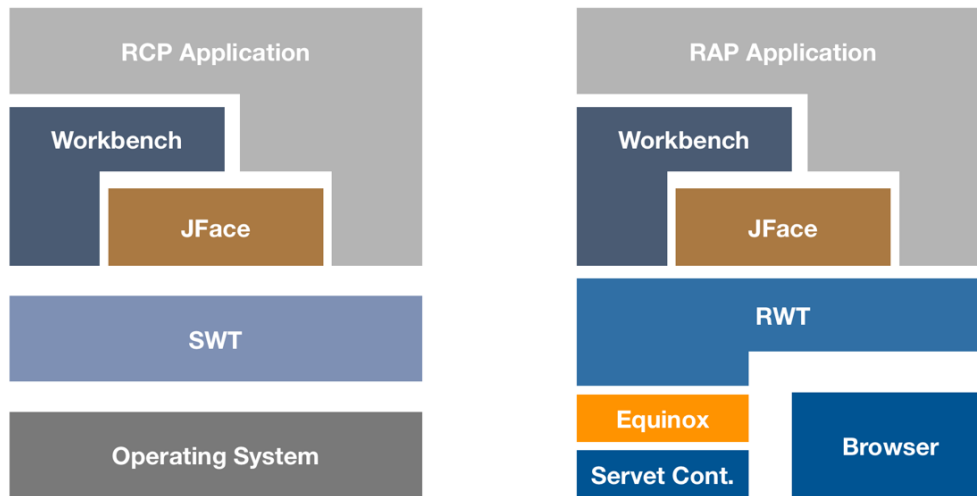 RCP Application
Workbench
JFace
SWT
Operating System
RAP Application
Workbench
JFace
RWT
Equinox
Servet Cont.
Browser